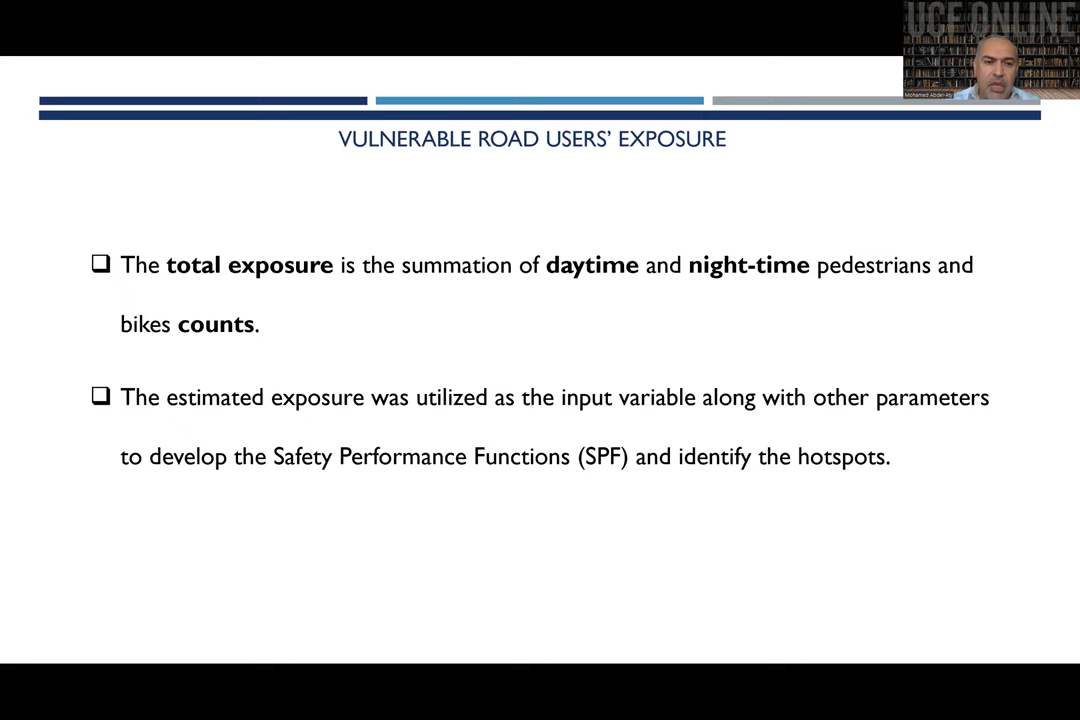 UCF ONLINE
Mohamed Abdel-Aty
VULNERABLE ROAD USERS’ EXPOSURE
❑ The total exposure is the summation of daytime and night-time pedestrians and
bikes counts.
❑ The estimated exposure was utilized as the input variable along with other parameters
to develop the Safety Performance Functions (SPF) and identify the hotspots.